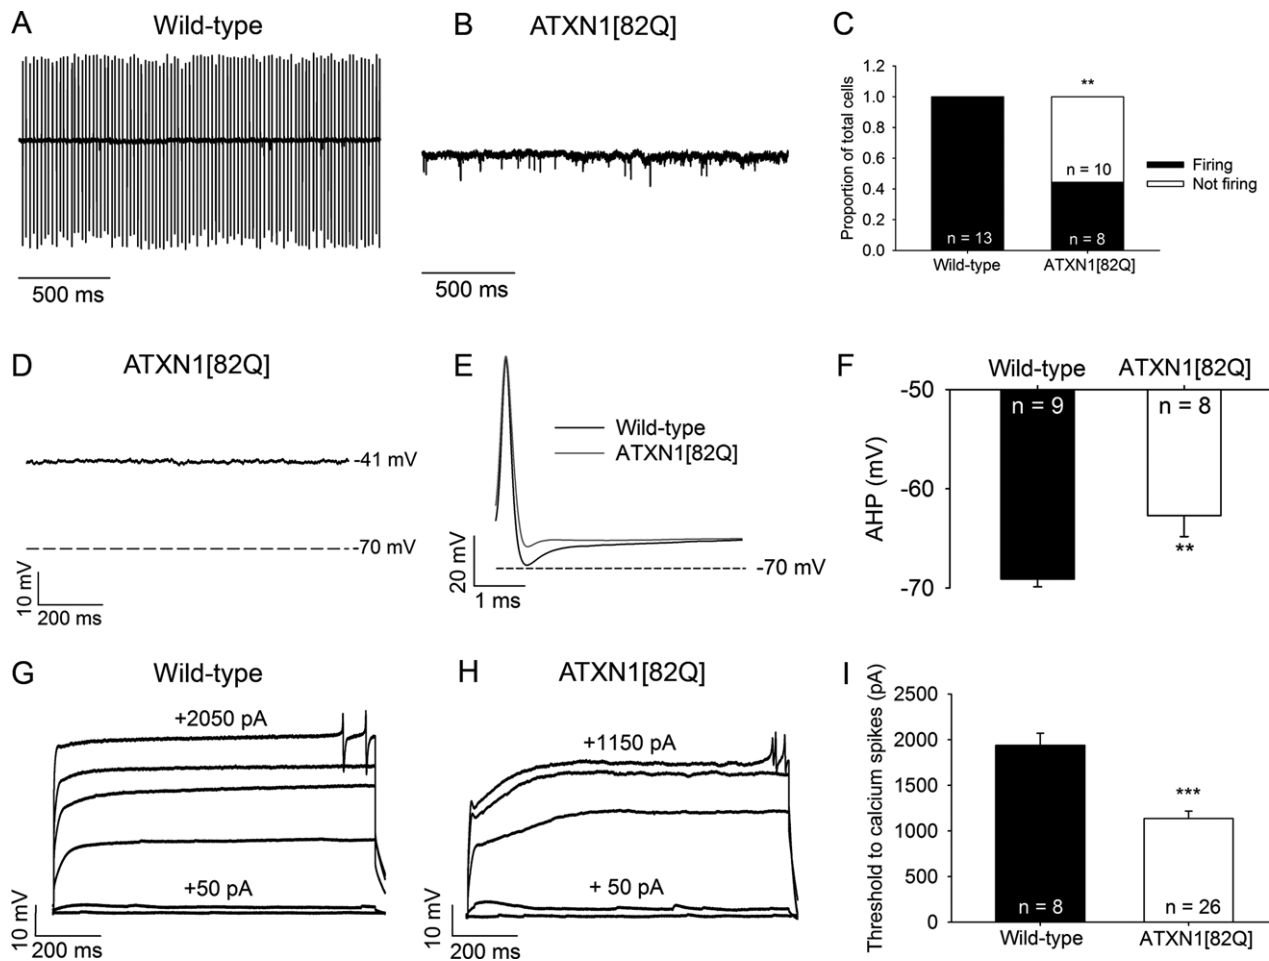 A
Wild-type
500 ms
B
ATXN1[82Q]
500 ms
C
Proportion of total cells
1.2
1.0
0.8
0.6
0.4
0.2
0.0
**
n = 10
n = 13
n = 8
Wild-type
ATXN1[82Q]
Firing
Not firing
D
ATXN1[82Q]
-41 mV
-70 mV
10 mV
200 ms
E
Wild-type
ATXN1[82Q]
-70 mV
20 mV
1 ms
F
Wild-type
ATXN1[82Q]
AHP (mV)
-50
-60
-70
n = 9
n = 8
**
G
Wild-type
+2050 pA
+50 pA
10 mV
200 ms
H
ATXN1[82Q]
+1150 pA
+ 50 pA
10 mV
200 ms
I
Threshold to calcium spikes (pA)
2500
2000
1500
1000
500
0
***
n = 8
n = 26
Wild-type
ATXN1[82Q]